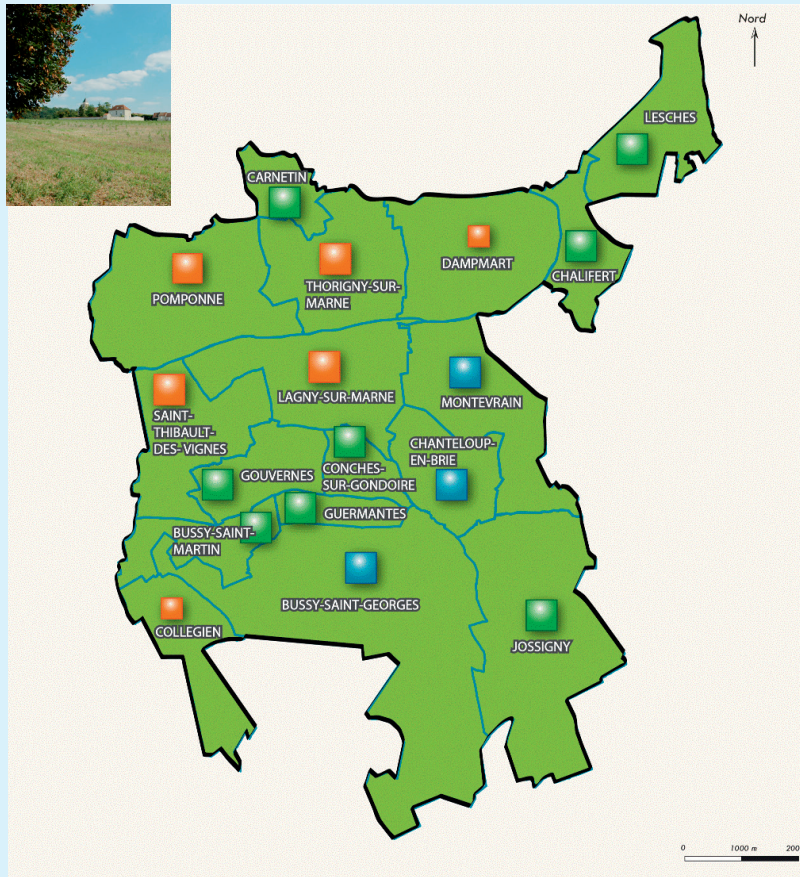 Nord
LESCHES
CARNETIN
CHALIFERT
DAMPMART
THORIGNY-SUR-
MARNE
POMPONNE
LAGNY-SUR-MARNE
MONTEVRAIN
SAINT-
THIBAULT-
DES-VIGNES
CHANTELOUP-
EN-BRIE
CONCHES-
SUR-GONDOIRE
GOUVERNES
GUERMANTES
BUSSY-SAINT-
MARTIN
BUSSY-SAINT-GEORGES
COLLEGIEN
JOSSIGNY
0 1000 m 200